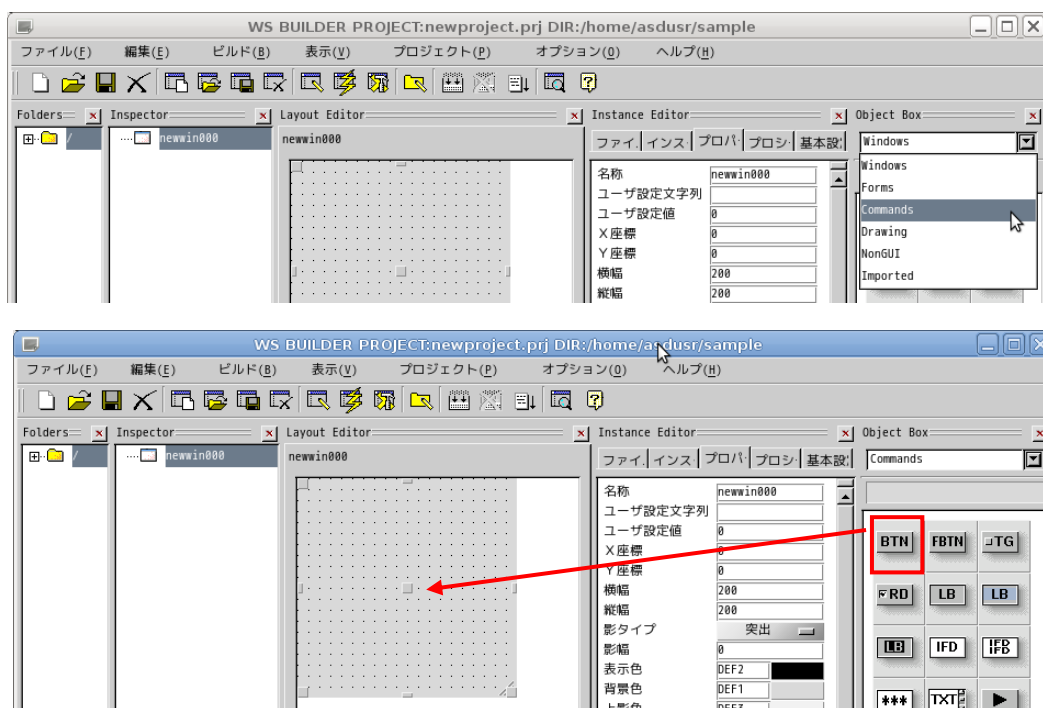 WS BUILDER PROJECT:newproject.prj DIR:/home/asdusr/sample
ファイル(F) 編集(E) ビルド(B) 表示(V) プロジェクト(P) オプション(O) ヘルプ(H)
Folders Inspector Layout Editor Instance Editor Object Box
/ newwin000 newwin000
ファイ. インス プロパ プロシ 基本設
Windows
名称 newwin000
ユーザ設定文字列
ユーザ設定値 0
X座標 0
Y座標 0
横幅 200
縦幅 200
Windows
Forms
Commands
Drawing
NonGUI
Imported
WS BUILDER PROJECT:newproject.prj DIR:/home/asdusr/sample
ファイル(F) 編集(E) ビルド(B) 表示(V) プロジェクト(P) オプション(O) ヘルプ(H)
Folders Inspector Layout Editor Instance Editor Object Box
/ newwin000 newwin000
ファイ. インス プロパ プロシ 基本設
Commands
名称 newwin000
ユーザ設定文字列
ユーザ設定値 0
X座標 0
Y座標 0
横幅 200
縦幅 200
影タイプ 突出
影幅 0
表示色 DEF2
背景色 DEF1
上影色 DEF3
BTN FBTN TG
RD LB LB
LB IFD IFD
*** TXT